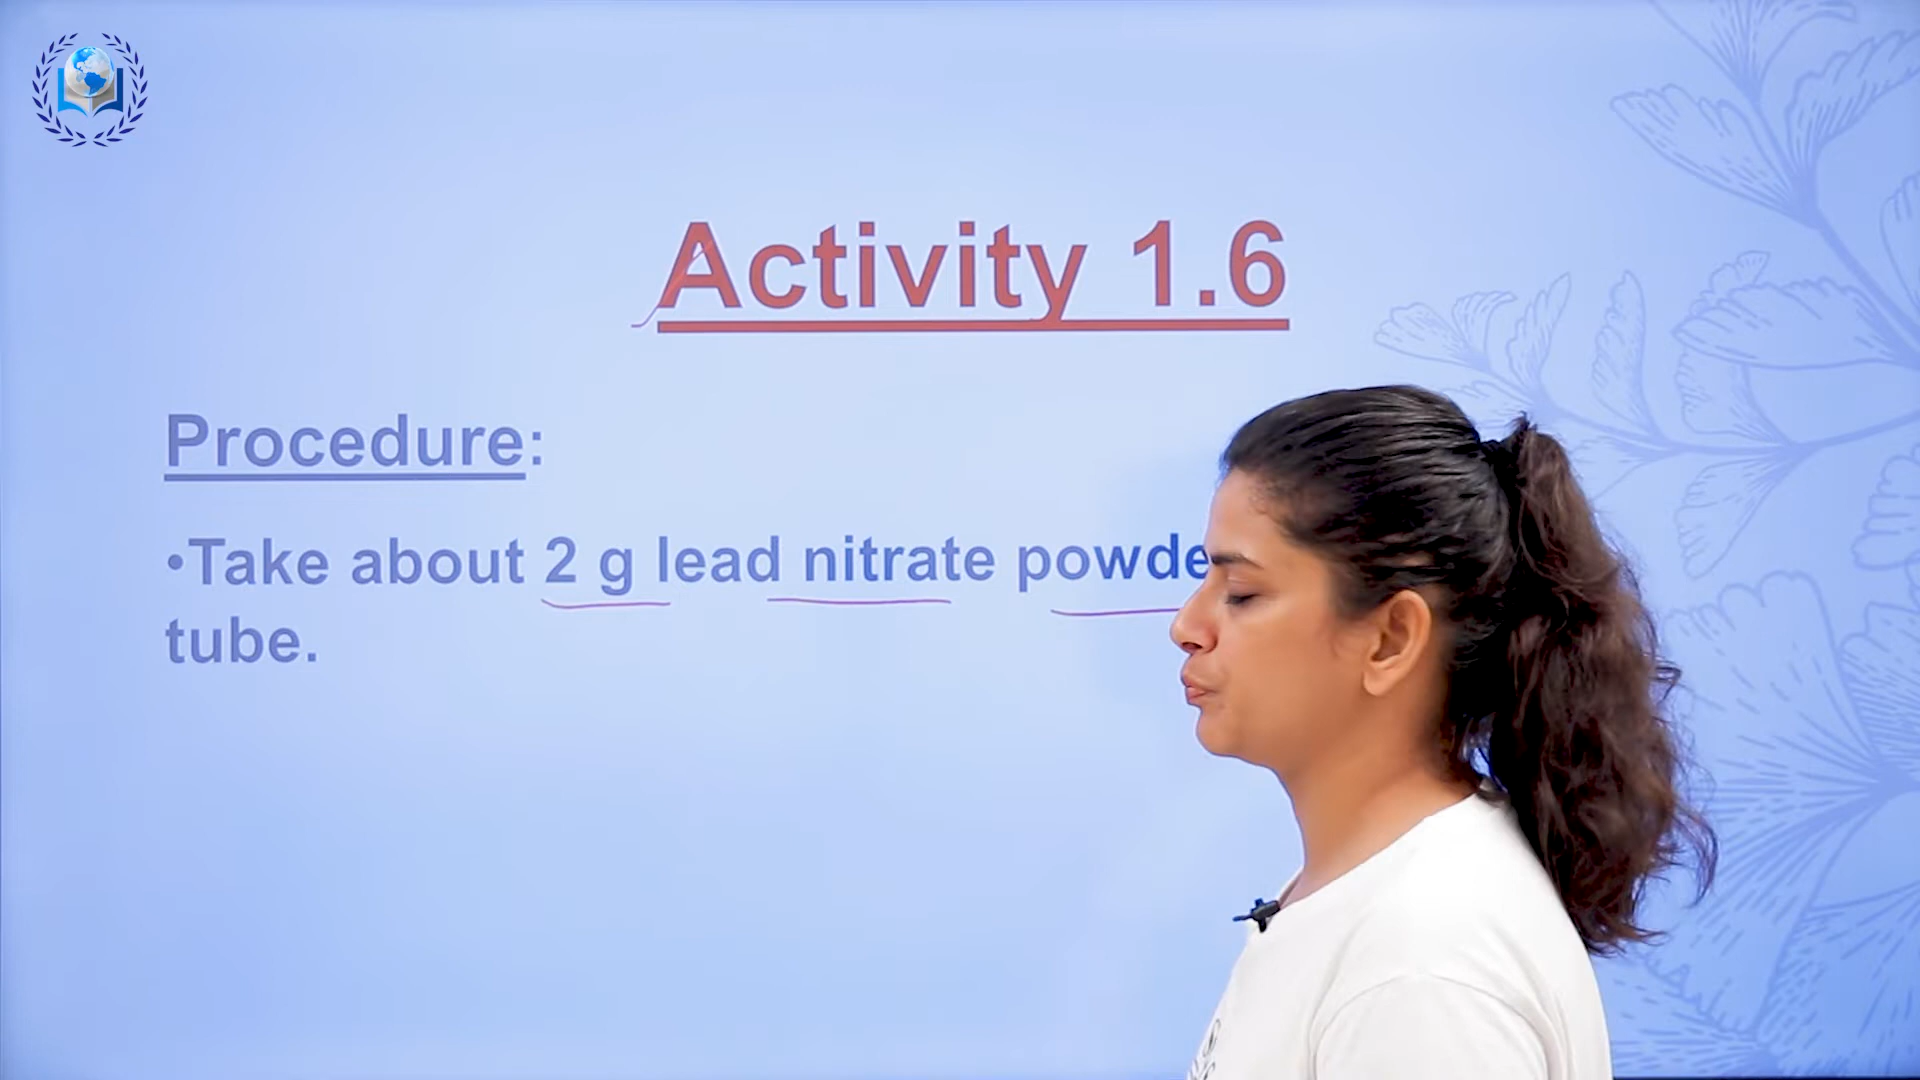 Activity 1.6
Procedure:
•Take about 2 g lead nitrate powde
tube.